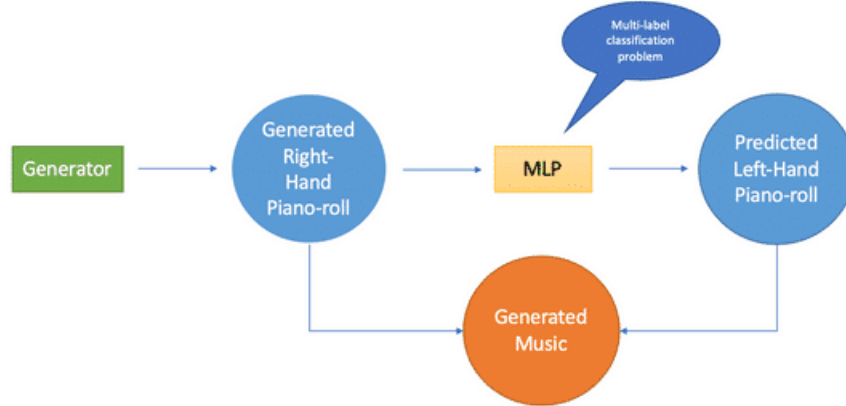 Multi-label
classification
problem
Generator
Generated
Right-
Hand
Piano-roll
MLP
Predicted
Left-Hand
Piano-roll
Generated
Music